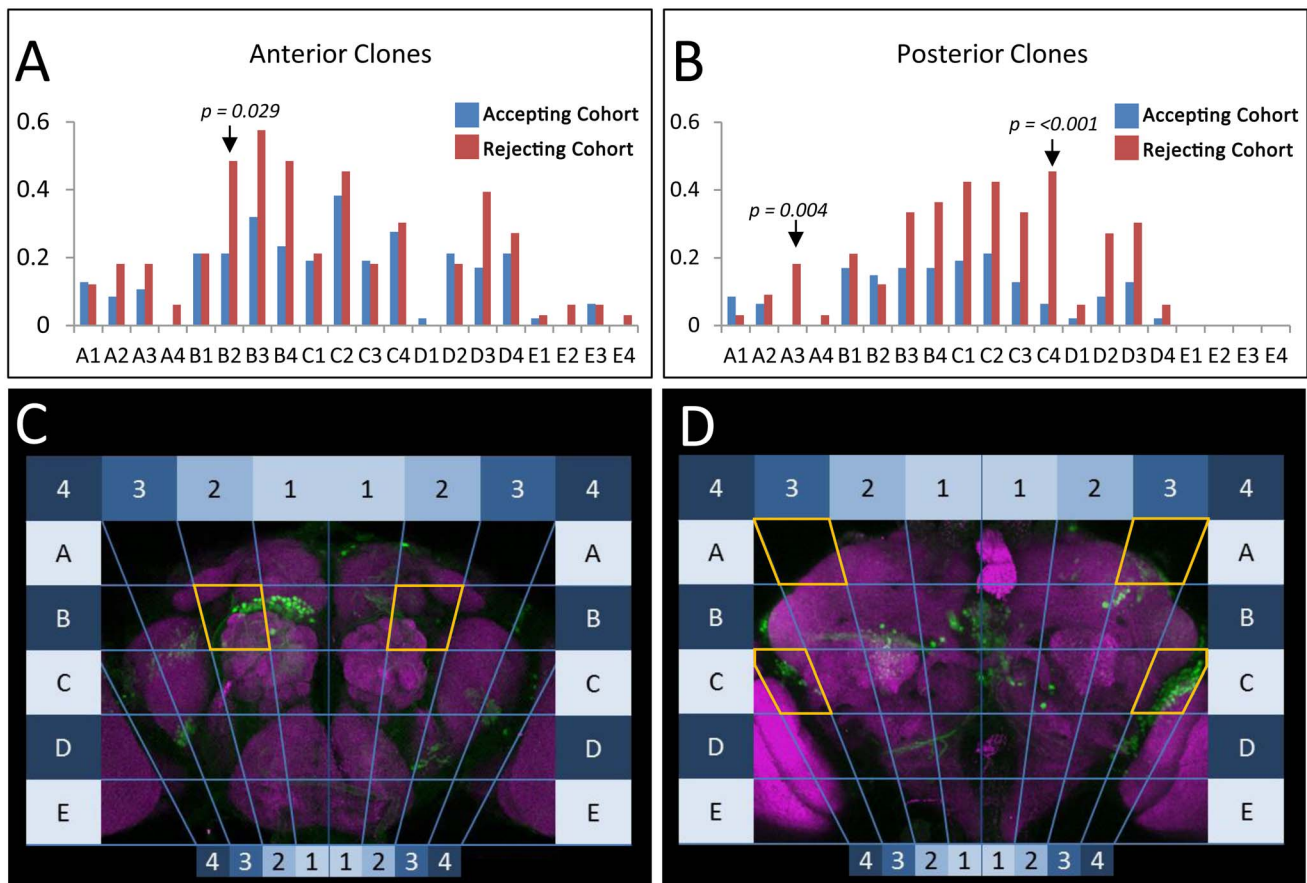 A
Anterior Clones
Accepting Cohort
Rejecting Cohort
p = 0.029
0.6
0.4
0.2
0
A1 A2 A3 A4 B1 B2 B3 B4 C1 C2 C3 C4 D1 D2 D3 D4 E1 E2 E3 E4
B
Posterior Clones
Accepting Cohort
Rejecting Cohort
p = <0.001
p = 0.004
0.6
0.4
0.2
0
A1 A2 A3 A4 B1 B2 B3 B4 C1 C2 C3 C4 D1 D2 D3 D4 E1 E2 E3 E4
C
4 3 2 1 1 2 3 4
A A
B B
C C
D D
E E
4 3 2 1 1 2 3 4
D
4 3 2 1 1 2 3 4
A A
B B
C C
D D
E E
4 3 2 1 1 2 3 4